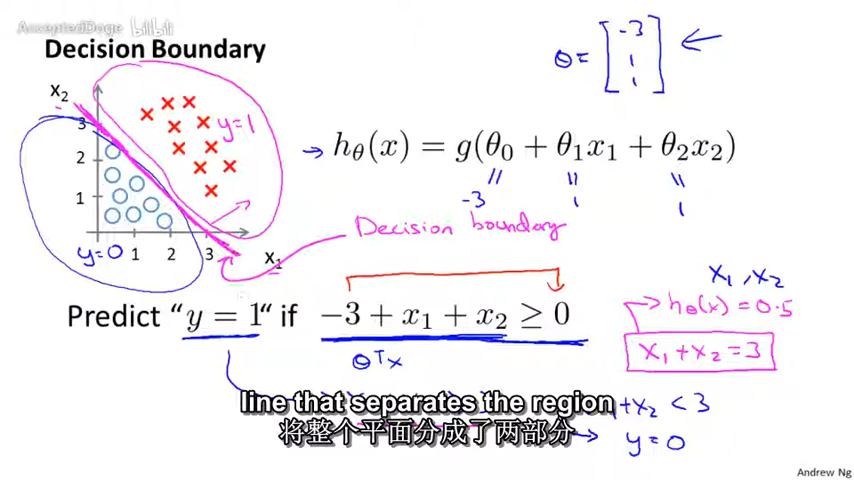 AcceptedDoge bilibili
Decision Boundary
θ = [-3 1 1]
x₂
3
2
1
y=1
hθ(x) = g(θ₀ + θ₁x₁ + θ₂x₂)
-3 1 1
Decision boundary
y=0 1 2 3 x₁
x₁, x₂
hθ(x) = 0.5
Predict “y = 1“ if −3 + x₁ + x₂ ≥ 0
x₁ + x₂ = 3
θᵀx
line that separates the region
+x₂ < 3
将整个平面分成了两部分
y = 0
Andrew Ng